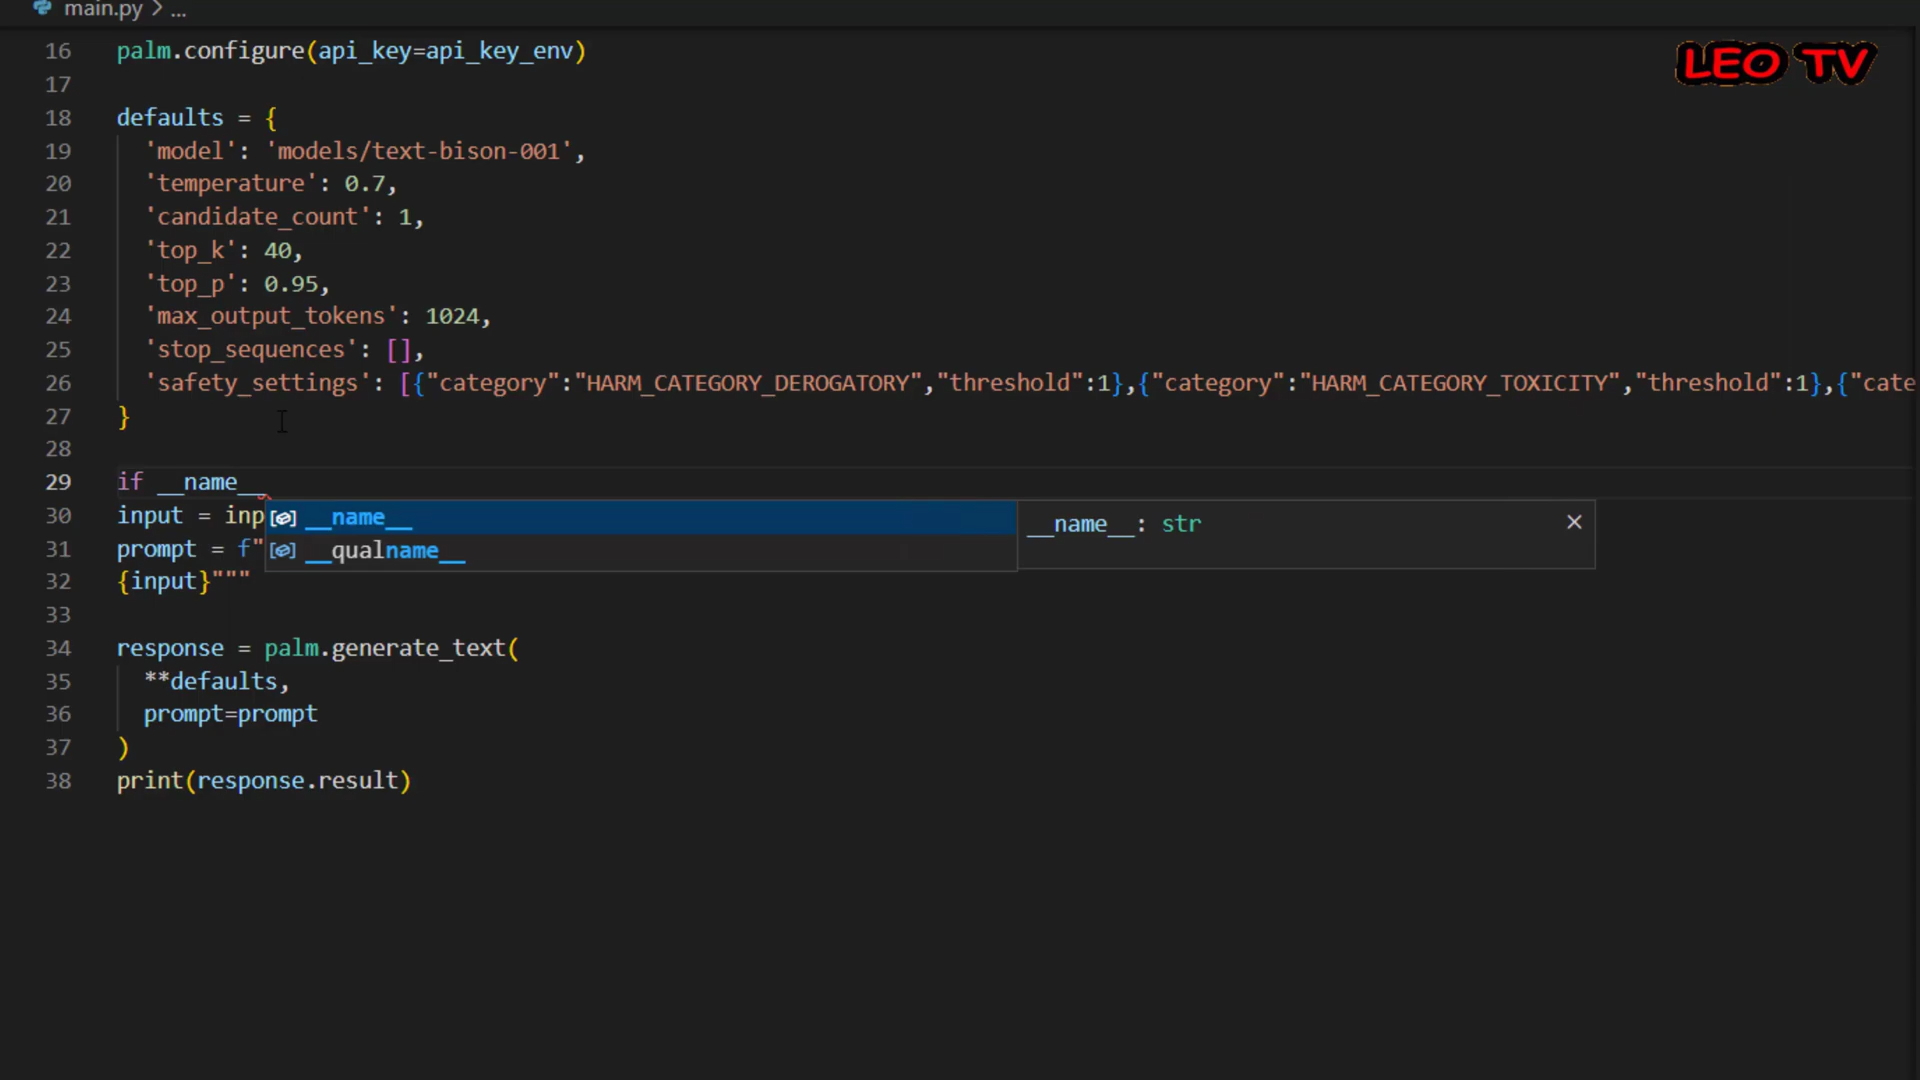 main.py > ...
LEO TV
16 palm.configure(api_key=api_key_env)
17
18 defaults = {
19 'model': 'models/text-bison-001',
20 'temperature': 0.7,
21 'candidate_count': 1,
22 'top_k': 40,
23 'top_p': 0.95,
24 'max_output_tokens': 1024,
25 'stop_sequences': [],
26 'safety_settings': [{"category":"HARM_CATEGORY_DEROGATORY","threshold":1},{"category":"HARM_CATEGORY_TOXICITY","threshold":1},{"cate
27 }
28
29 if __name__
30 input = inp
__name__
__name__: str
31 prompt = f"
__qualname__
32 {input}"""
33
34 response = palm.generate_text(
35 **defaults,
36 prompt=prompt
37 )
38 print(response.result)